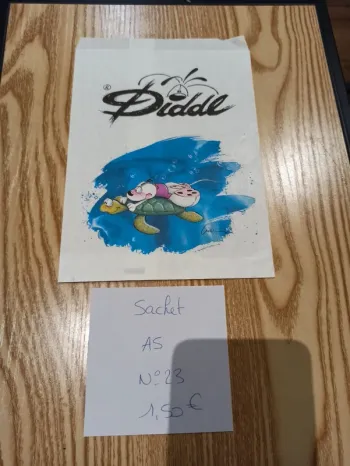 Diddl
Sachet
A5
N° 23
1,50 €